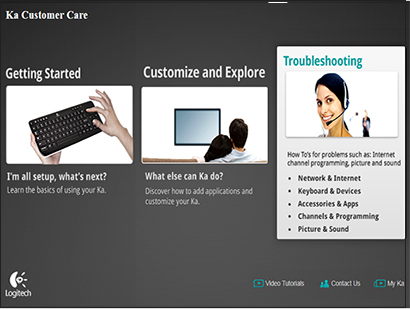 Ka Customer Care
Getting Started
I'm all setup, what's next?
Learn the basics of using your Ka.
Customize and Explore
What else can Ka do?
Discover how to add applications and
customize your Ka.
Troubleshooting
How To's for problems such as: Internet
channel programming, picture and sound
• Network & Internet
• Keyboard & Devices
• Accessories & Apps
• Channels & Programming
• Picture & Sound
Logitech
Video Tutorials
Contact Us
My Ka